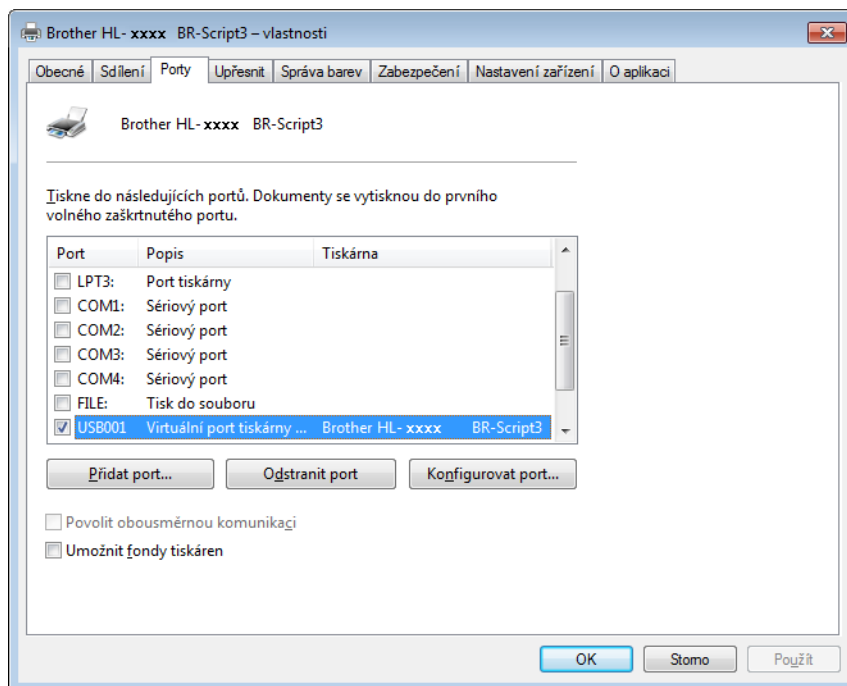 Brother HL- xxxx BR-Script3 – vlastnosti
Obecné Sdílení Porty Upřesnit Správa barev Zabezpečení Nastavení zařízení O aplikaci
Brother HL- xxxx BR-Script3
Tiskne do následujících portů. Dokumenty se vytisknou do prvního
volného zaškrtnutého portu.
Port Popis Tiskárna
LPT3: Port tiskárny
COM1: Sériový port
COM2: Sériový port
COM3: Sériový port
COM4: Sériový port
FILE: Tisk do souboru
USB001 Virtuální port tiskárny ... Brother HL- xxxx BR-Script3
Přidat port... Odstranit port Konfigurovat port...
Povolit obousměrnou komunikaci
Umožnit fondy tiskáren
OK Storno Použít